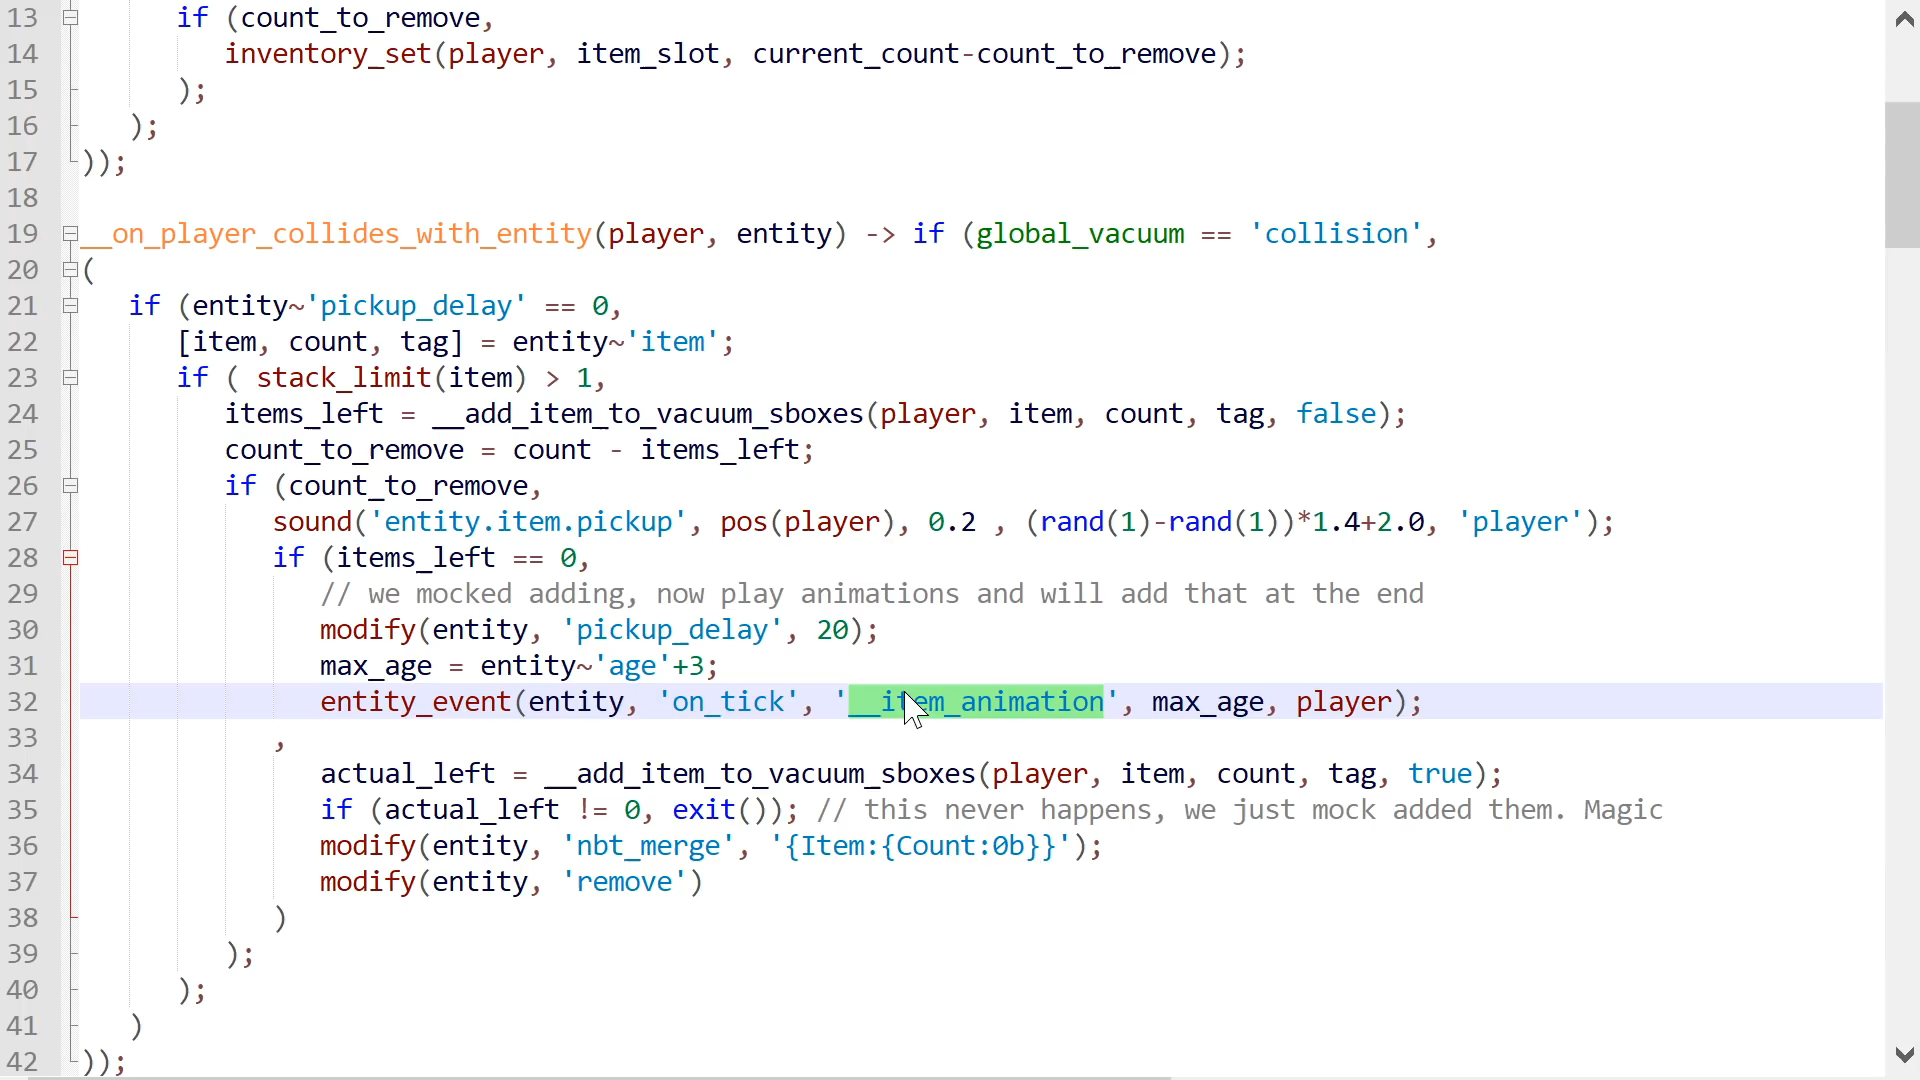 13 if (count_to_remove,
14 inventory_set(player, item_slot, current_count-count_to_remove);
15 );
16 );
17 ));
18
19 __on_player_collides_with_entity(player, entity) -> if (global_vacuum == 'collision',
20 (
21 if (entity~'pickup_delay' == 0,
22 [item, count, tag] = entity~'item';
23 if ( stack_limit(item) > 1,
24 items_left = __add_item_to_vacuum_sboxes(player, item, count, tag, false);
25 count_to_remove = count - items_left;
26 if (count_to_remove,
27 sound('entity.item.pickup', pos(player), 0.2 , (rand(1)-rand(1))*1.4+2.0, 'player');
28 if (items_left == 0,
29 // we mocked adding, now play animations and will add that at the end
30 modify(entity, 'pickup_delay', 20);
31 max_age = entity~'age'+3;
32 entity_event(entity, 'on_tick', '__item_animation', max_age, player);
33 ,
34 actual_left = __add_item_to_vacuum_sboxes(player, item, count, tag, true);
35 if (actual_left != 0, exit()); // this never happens, we just mock added them. Magic
36 modify(entity, 'nbt_merge', '{Item:{Count:0b}}');
37 modify(entity, 'remove')
38 )
39 );
40 );
41 )
42 ));